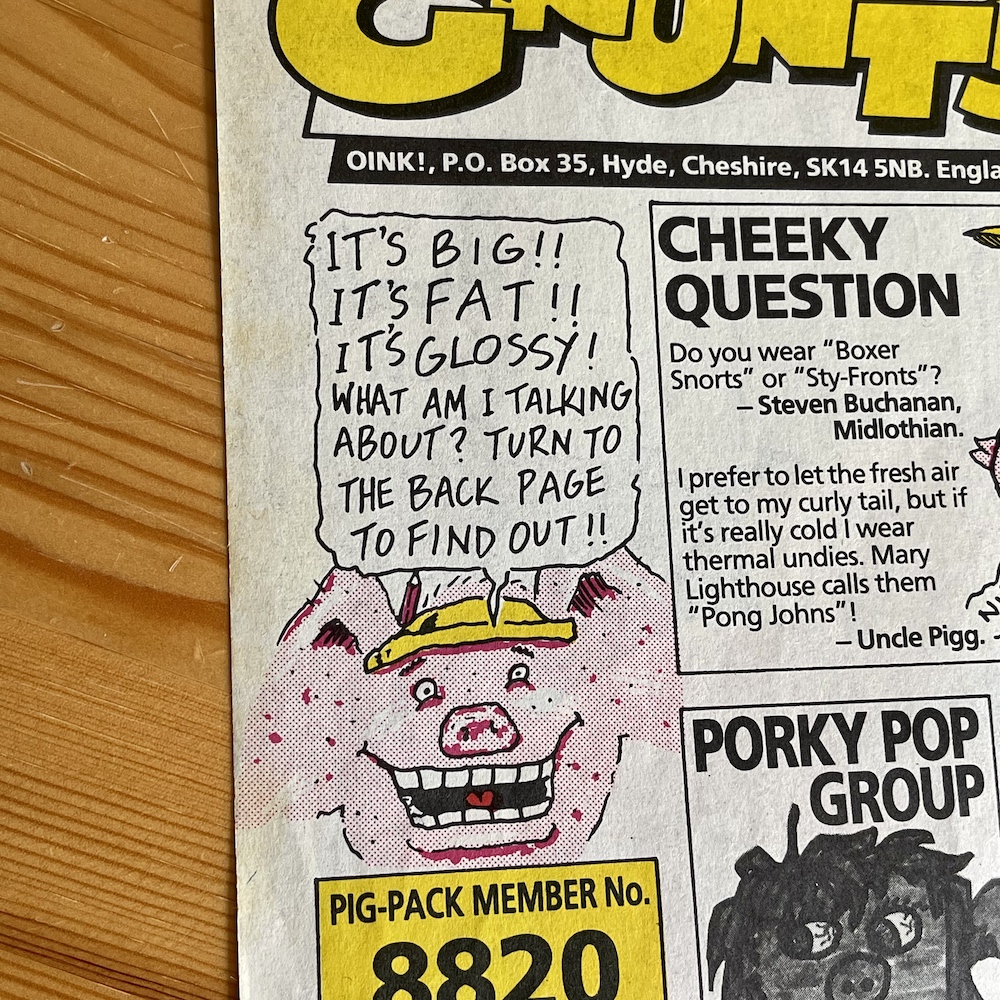 GRUNTS
OINK!, P.O. Box 35, Hyde, Cheshire, SK14 5NB.
IT'S BIG!!
IT'S FAT!!
IT'S GLOSSY!
WHAT AM I TALKING
ABOUT? TURN TO
THE BACK PAGE
TO FIND OUT!!
CHEEKY
QUESTION
Do you wear “Boxer
Snorts” or “Sty-Fronts”?
– Steven Buchanan,
Midlothian.
I prefer to let the fresh air
get to my curly tail, but if
it’s really cold I wear
thermal undies. Mary
Lighthouse calls them
“Pong Johns”!
– Uncle Pigg.
PORKY POP
GROUP
PIG-PACK MEMBER No.
8820